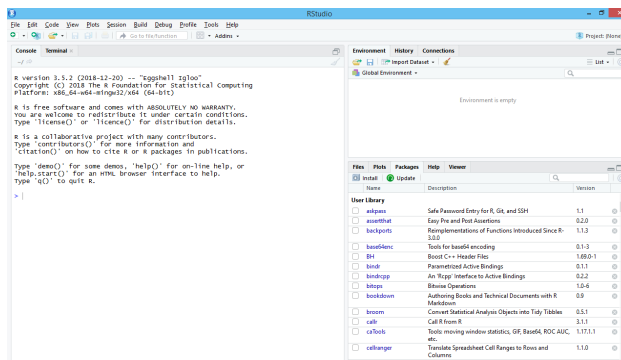 RStudio
File Edit Code View Plots Session Build Debug Profile Tools Help
Go to file/function Addins Project: (None
Console Terminal
~/
R version 3.5.2 (2018-12-20) -- "Eggshell Igloo"
Copyright (C) 2018 The R Foundation for Statistical Computing
Platform: x86_64-w64-mingw32/x64 (64-bit)
R is free software and comes with ABSOLUTELY NO WARRANTY.
You are welcome to redistribute it under certain conditions.
Type 'license()' or 'licence()' for distribution details.
R is a collaborative project with many contributors.
Type 'contributors()' for more information and
'citation()' on how to cite R or R packages in publications.
Type 'demo()' for some demos, 'help()' for on-line help, or
'help.start()' for an HTML browser interface to help.
Type 'q()' to quit R.
>
Environment History Connections
Import Dataset List
Global Environment
Environment is empty
Files Plots Packages Help Viewer
Install Update
Name Description Version
User Library
askpass Safe Password Entry for R, Git, and SSH 1.1
assertthat Easy Pre and Post Assertions 0.2.0
backports Reimplementations of Functions Introduced Since R- 1.1.3
3.0.0
base64enc Tools for base64 encoding 0.1-3
BH Boost C++ Header Files 1.69.0-1
bindr Parametrized Active Bindings 0.1.1
bindrcpp An 'Rcpp' Interface to Active Bindings 0.2.2
bitops Bitwise Operations 1.0-6
bookdown Authoring Books and Technical Documents with R 0.9
Markdown
broom Convert Statistical Analysis Objects into Tidy Tibbles 0.5.1
callr Call R from R 3.1.1
caTools Tools: moving window statistics, GIF, Base64, ROC AUC, 1.17.1.1
etc.
cellranger Translate Spreadsheet Cell Ranges to Rows and 1.1.0
Columns